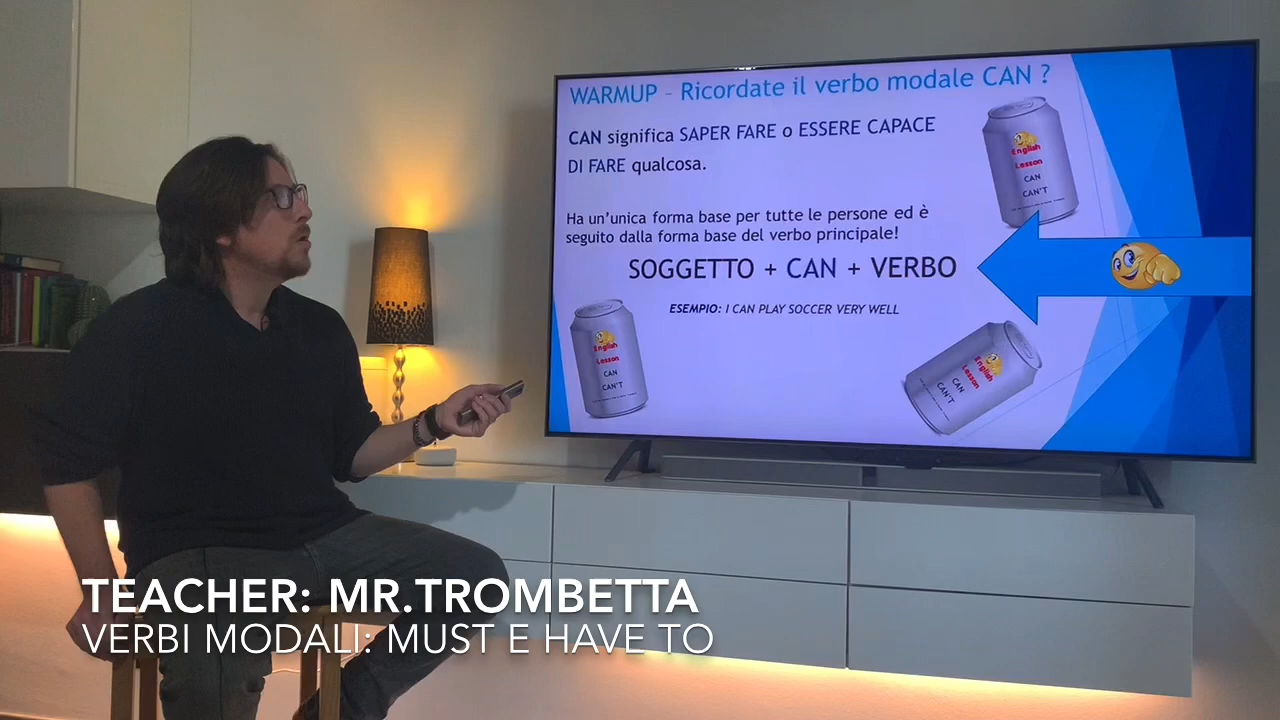 WARMUP – Ricordate il verbo modale CAN ?
CAN significa SAPER FARE o ESSERE CAPACE
DI FARE qualcosa.
Ha un'unica forma base per tutte le persone ed è
seguito dalla forma base del verbo principale!
SOGGETTO + CAN + VERBO
ESEMPIO: I CAN PLAY SOCCER VERY WELL
English
Lesson
CAN
CAN'T
English
Lesson
CAN
CAN'T
English
Lesson
CAN
CAN'T
TEACHER: MR.TROMBETTA
VERBI MODALI: MUST E HAVE TO